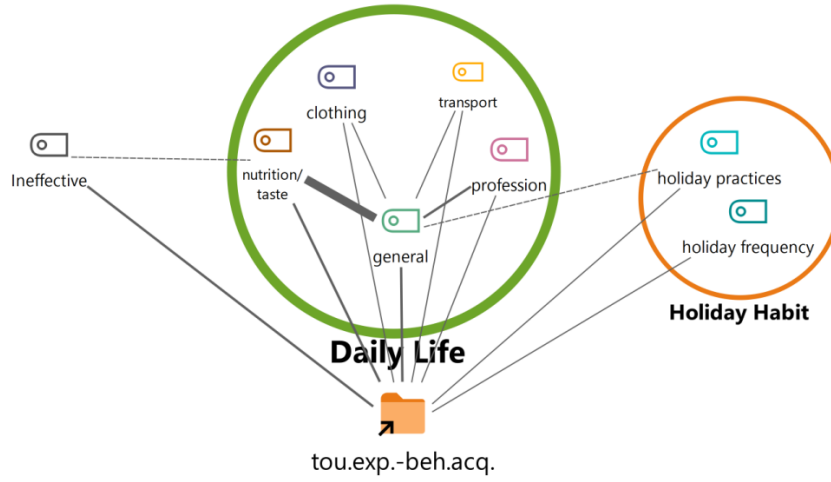 clothing
transport
Ineffective
nutrition/
taste
profession
holiday practices
general
holiday frequency
Holiday Habit
Daily Life
tou.exp.-beh.acq.